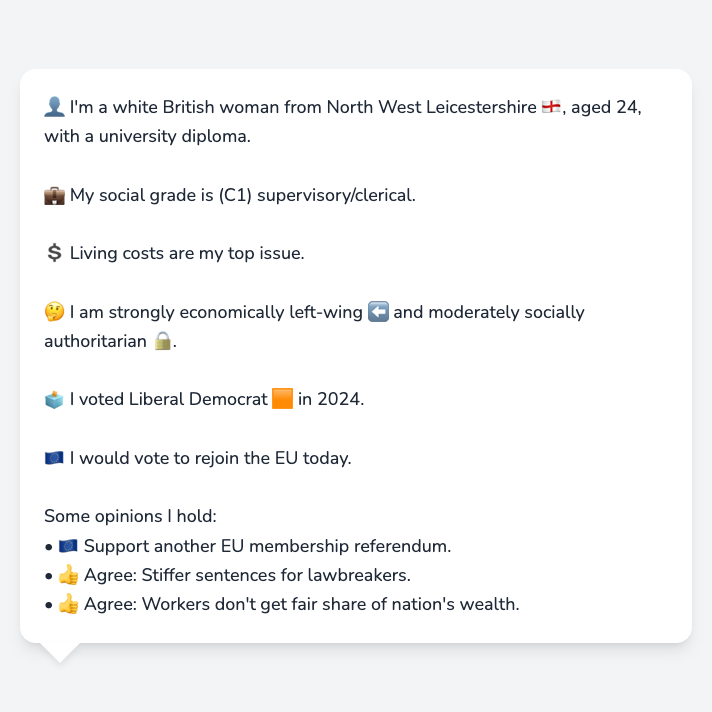 👤 I'm a white British woman from North West Leicestershire 🏴󠁧󠁢󠁥󠁮󠁧󠁿, aged 24,
with a university diploma.
💼 My social grade is (C1) supervisory/clerical.
💲 Living costs are my top issue.
🤔 I am strongly economically left-wing ⬅️ and moderately socially
authoritarian 🔒.
🗳️ I voted Liberal Democrat 🟧 in 2024.
🇪🇺 I would vote to rejoin the EU today.
Some opinions I hold:
• 🇪🇺 Support another EU membership referendum.
• 👍 Agree: Stiffer sentences for lawbreakers.
• 👍 Agree: Workers don't get fair share of nation's wealth.